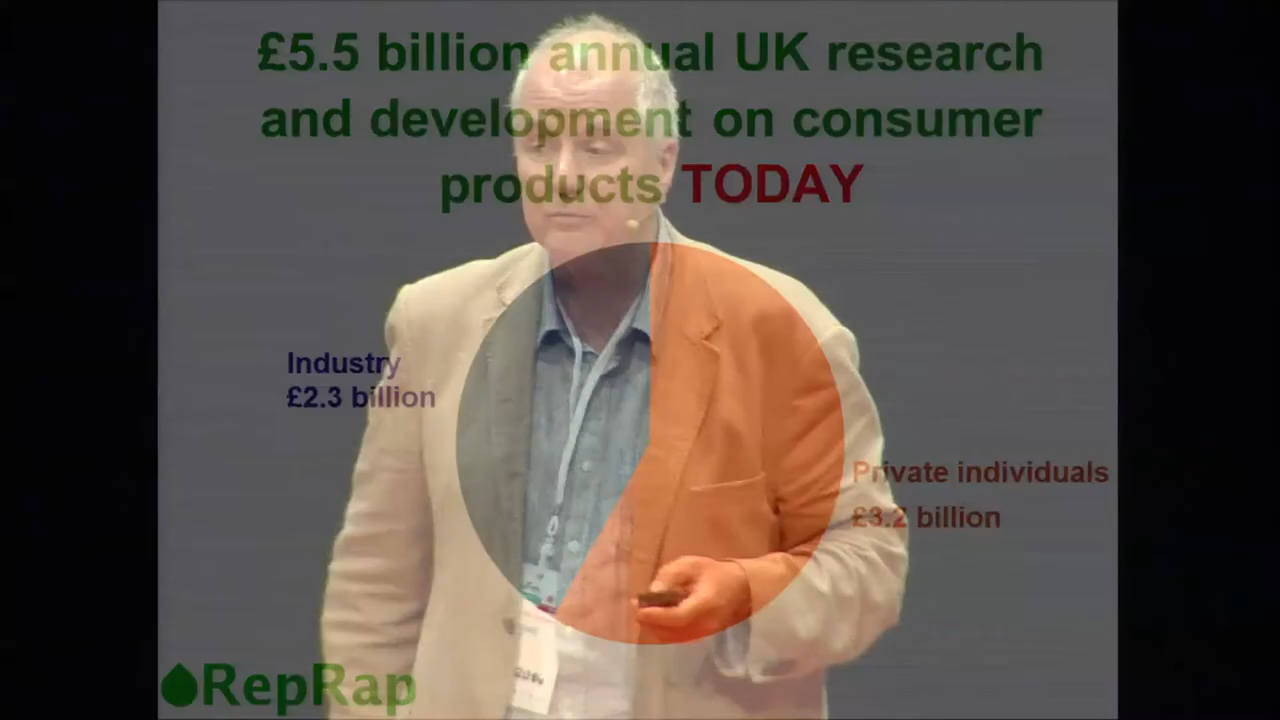 £5.5 billion annual UK research
and development on consumer
products TODAY
Industry
£2.3 billion
Private individuals
£3.2 billion
RepRap